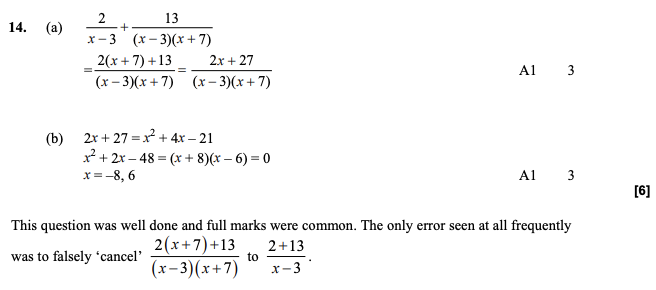 14. (a) \frac{2}{x-3} + \frac{13}{(x-3)(x+7)}
= \frac{2(x+7)+13}{(x-3)(x+7)} = \frac{2x+27}{(x-3)(x+7)} A1 3
(b) 2x + 27 = x² + 4x – 21
x² + 2x – 48 = (x + 8)(x – 6) = 0
x = –8, 6 A1 3
[6]
This question was well done and full marks were common. The only error seen at all frequently
was to falsely ‘cancel’ \frac{2(x+7)+13}{(x-3)(x+7)} to \frac{2+13}{x-3}.